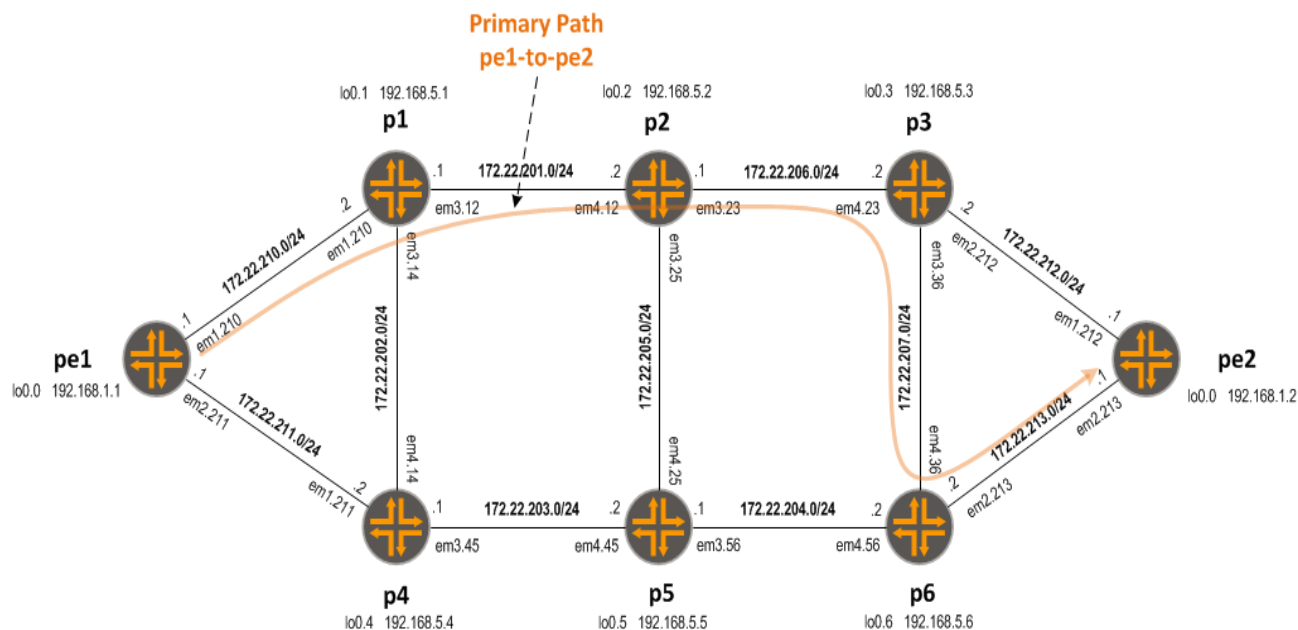 Primary Path
pe1-to-pe2
lo0.1 192.168.5.1
lo0.2 192.168.5.2
lo0.3 192.168.5.3
p1
p2
p3
.1
172.22.201.0/24
.2
.1
172.22.206.0/24
.2
em3.12
em4.12
em3.23
em4.23
.2
em1.210
172.22.210.0/24
.1
em1.210
em3.14
em3.25
em3.36
.2
em2.212
172.22.212.0/24
.1
em1.212
pe1
lo0.0 192.168.1.1
172.22.202.0/24
172.22.205.0/24
172.22.207.0/24
pe2
lo0.0 192.168.1.2
.1
em2.211
172.22.211.0/24
.2
em1.211
em4.14
em4.25
em4.36
.1
em2.213
172.22.213.0/24
.2
em2.213
.1
172.22.203.0/24
.2
.1
172.22.204.0/24
.2
em3.45
em4.45
em3.56
em4.56
p4
p5
p6
lo0.4 192.168.5.4
lo0.5 192.168.5.5
lo0.6 192.168.5.6